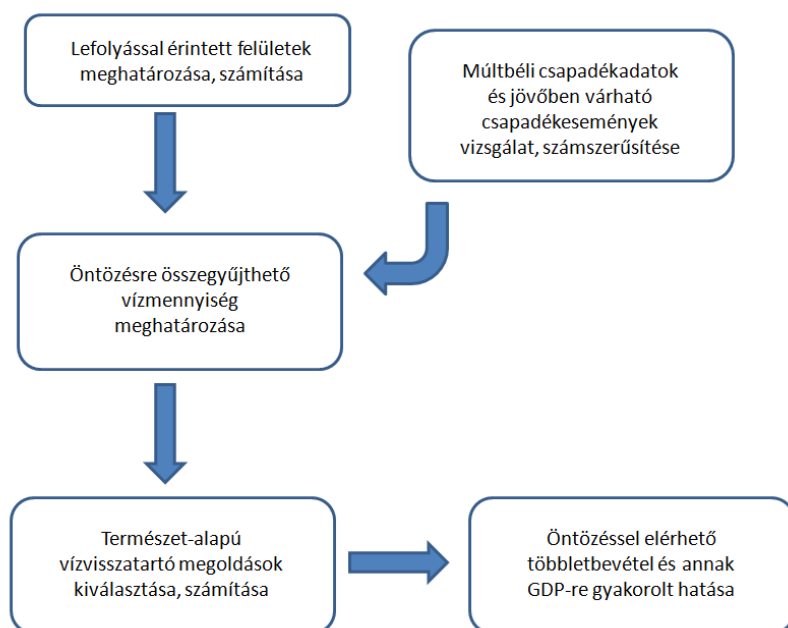 Lefolyással érintett felületek
meghatározása, számítása
Múltbéli csapadékadatok
és jövőben várható
csapadékesemények
vizsgálat, számszerűsítése
Öntözésre összegyűjthető
vízmennyiség
meghatározása
Természet-alapú
vízvisszatartó megoldások
kiválasztása, számítása
Öntözéssel elérhető
többletbevétel és annak
GDP-re gyakorolt hatása